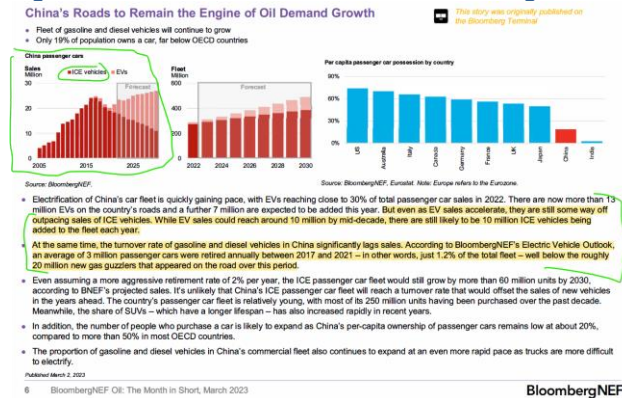 China's Roads to Remain the Engine of Oil Demand Growth
This story was originally published on
the Bloomberg Terminal
• Fleet of gasoline and diesel vehicles will continue to grow
• Only 19% of population owns a car, far below OECD countries
China passenger cars
Sales
Million
ICE vehicles EVs
Forecast
30
20
10
0
2005 2015 2025
Fleet
Million
Forecast
600
400
200
0
2022 2024 2026 2028 2030
Per capita passenger car possession by country
90%
60%
30%
0%
US
Australia
Italy
Canada
Germany
France
UK
Japan
China
India
Source: BloombergNEF.
Source: BloombergNEF, Eurostat. Note: Europe refers to the Eurozone.
• Electrification of China's car fleet is quickly gaining pace, with EVs reaching close to 30% of total passenger car sales in 2022. There are now more than 13
million EVs on the country's roads and a further 7 million are expected to be added this year. But even as EV sales accelerate, they are still some way off
outpacing sales of ICE vehicles. While EV sales could reach around 10 million by mid-decade, there are still likely to be 10 million ICE vehicles
being added to the fleet each year.
• At the same time, the turnover rate of gasoline and diesel vehicles in China significantly lags sales. According to BloombergNEF's Electric Vehicle Outlook,
an average of 3 million passenger cars were retired annually between 2017 and 2021 – in other words, just 1.2% of the total fleet – well below the roughly
20 million new gas guzzlers that appeared on the road over this period.
• Even assuming a more aggressive retirement rate of 2% per year, the ICE passenger car fleet would still grow by more than 60 million units by 2030,
according to BNEF's projected sales. It's unlikely that China's ICE passenger car fleet will reach a turnover rate that would offset the sales of new vehicles
in the years ahead. The country's passenger car fleet is relatively young, with most of its 250 million units having been purchased over the past decade.
Meanwhile, the share of SUVs – which have a longer lifespan – has also increased rapidly in recent years.
• In addition, the number of people who purchase a car is likely to expand as China's per-capita ownership of passenger cars remains low at about 20%,
compared to more than 50% in most OECD countries.
• The proportion of gasoline and diesel vehicles in China's commercial fleet also continues to expand at an even more rapid pace as trucks are more difficult
to electrify.
Published March 2, 2023
6 BloombergNEF Oil: The Month in Short, March 2023
BloombergNEF